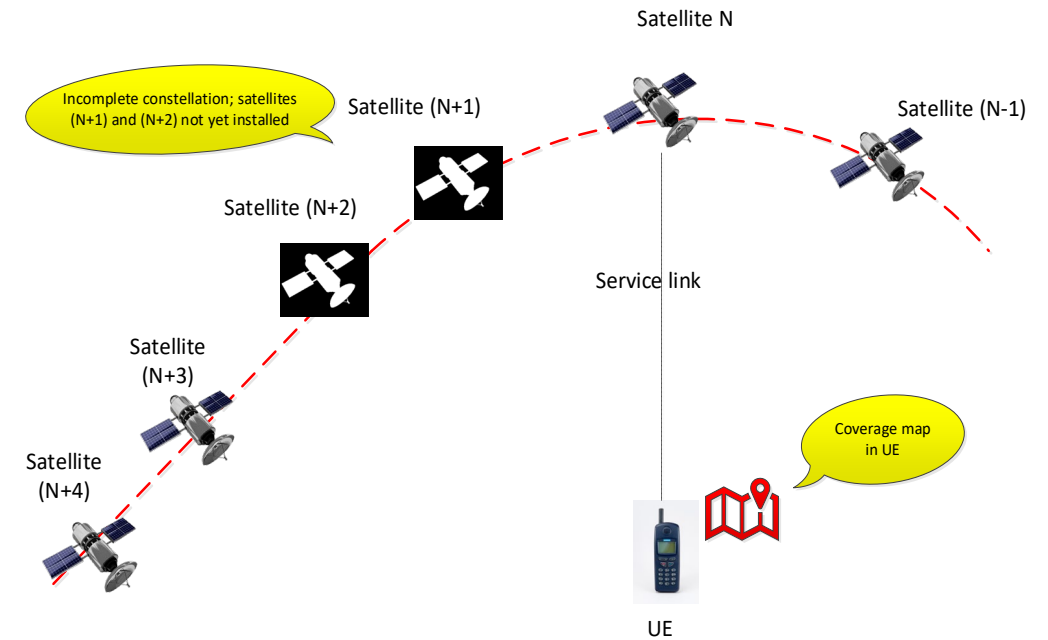 Satellite N
Incomplete constellation; satellites
(N+1) and (N+2) not yet installed
Satellite (N+1)
Satellite (N-1)
Satellite (N+2)
Service link
Satellite
(N+3)
Coverage map
in UE
Satellite
(N+4)
UE